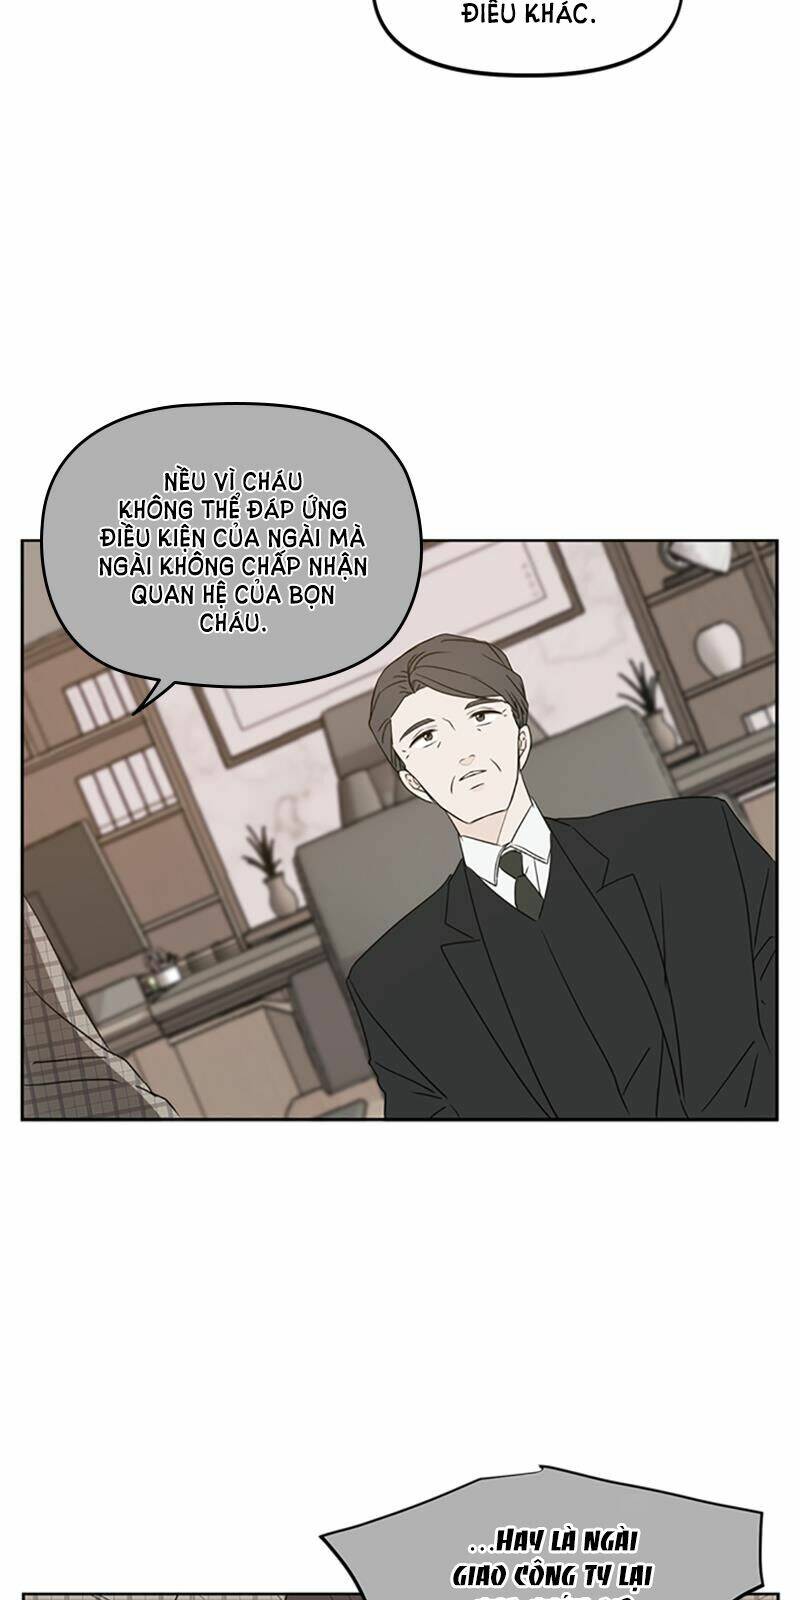 ĐIỀU KHÁC.
NỀU VÌ CHÁU
KHÔNG THỂ ĐÁP ỨNG
ĐIỀU KIỆN CỦA NGÀI MÀ
NGÀI KHÔNG CHẤP NHẬN
QUAN HỆ CỦA BỌN
CHÁU.
...HAY LÀ NGÀI
GIAO CÔNG TY LẠI